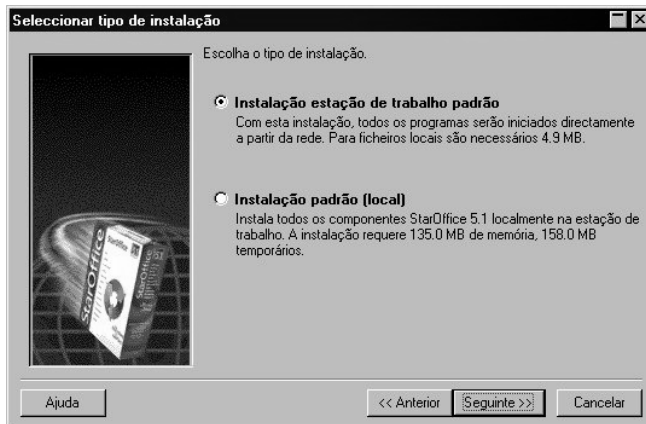 Seleccionar tipo de instalação
Escolha o tipo de instalação.
Instalação estação de trabalho padrão
Com esta instalação, todos os programas serão iniciados directamente
a partir da rede. Para ficheiros locais são necessários 4.9 MB.
Instalação padrão (local)
Instala todos os componentes StarOffice 5.1 localmente na estação de
trabalho. A instalação requere 135.0 MB de memória, 158.0 MB
temporários.
StarOffice
StarOffice
Ajuda
<< Anterior
Seguinte >>
Cancelar